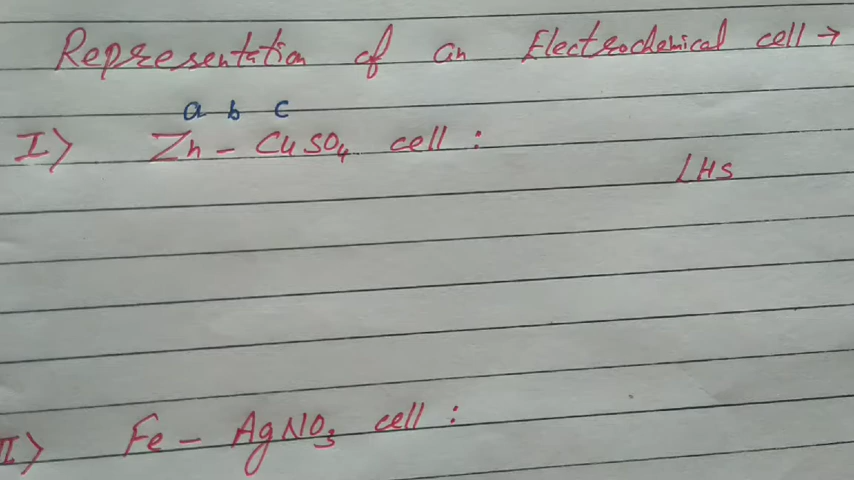 Representation of an Electrochemical cell →
a b c
I> Zn - CuSO4 cell :
LHS
II> Fe - AgNO3 cell :